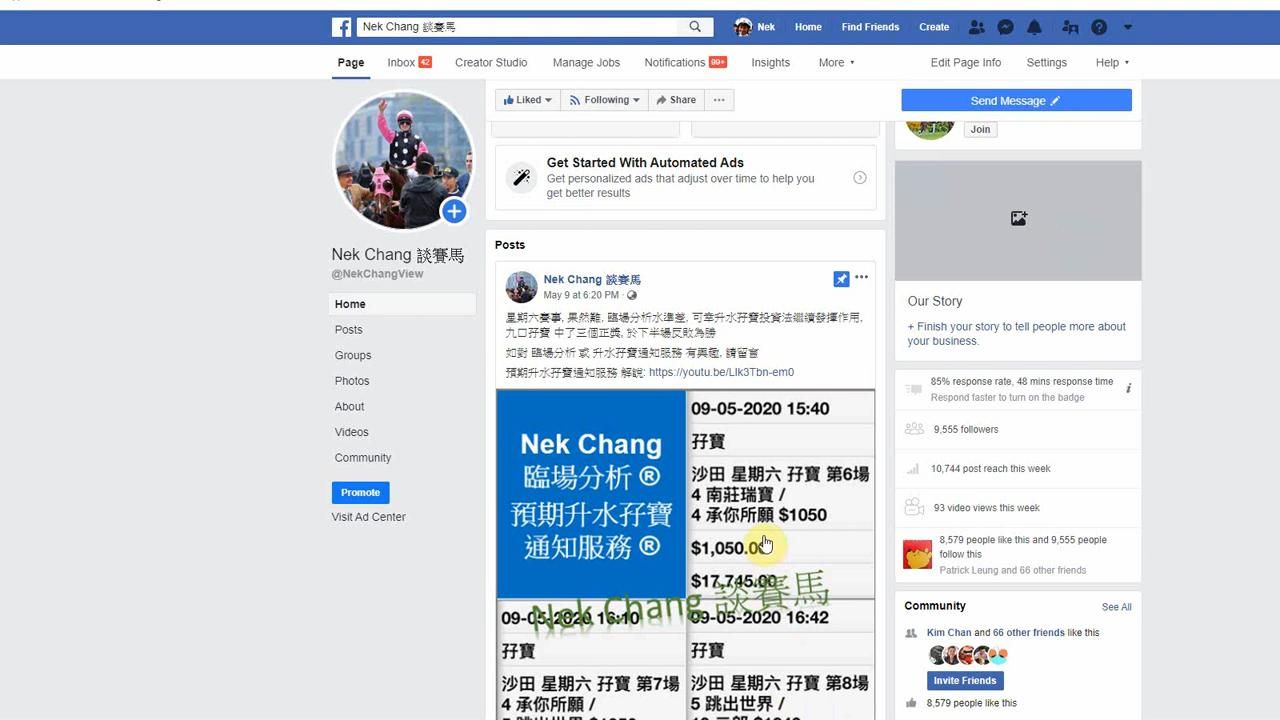 Nek Chang 談賽馬
Nek
Home
Find Friends
Create
Page
Inbox 42
Creator Studio
Manage Jobs
Notifications 99+
Insights
More
Edit Page Info
Settings
Help
Liked
Following
Share
Send Message
Join
Get Started With Automated Ads
Get personalized ads that adjust over time to help you
get better results
Nek Chang 談賽馬
@NekChangView
Home
Posts
Groups
Photos
About
Videos
Community
Promote
Visit Ad Center
Posts
Nek Chang 談賽馬
May 9 at 6:20 PM ·
星期六賽事, 果然難, 臨場分析水準差, 可幸升水孖寶投資法繼續發揮作用,
九口孖寶 中了三個正獎, 於下半場反敗為勝
如對 臨場分析 或 升水孖寶通知服務 有興趣, 請留言
預期升水孖寶通知服務 解說: https://youtu.be/LIk3Tbn-em0
Nek Chang
臨場分析 ®
預期升水孖寶
通知服務 ®
09-05-2020 15:40
孖寶
沙田 星期六 孖寶 第6場
4 南莊瑞寶 /
4 承你所願 $1050
$1,050.00
$17,745.00
Nek Chang 談賽馬
09-05-2020 16:10
孖寶
沙田 星期六 孖寶 第7場
4 承你所願 /
09-05-2020 16:42
孖寶
沙田 星期六 孖寶 第8場
5 跳出世界 /
Our Story
+ Finish your story to tell people more about
your business.
85% response rate, 48 mins response time
Respond faster to turn on the badge
9,555 followers
10,744 post reach this week
93 video views this week
8,579 people like this and 9,555 people
follow this
Patrick Leung and 66 other friends
Community
See All
Kim Chan and 66 other friends like this
Invite Friends
8,579 people like this